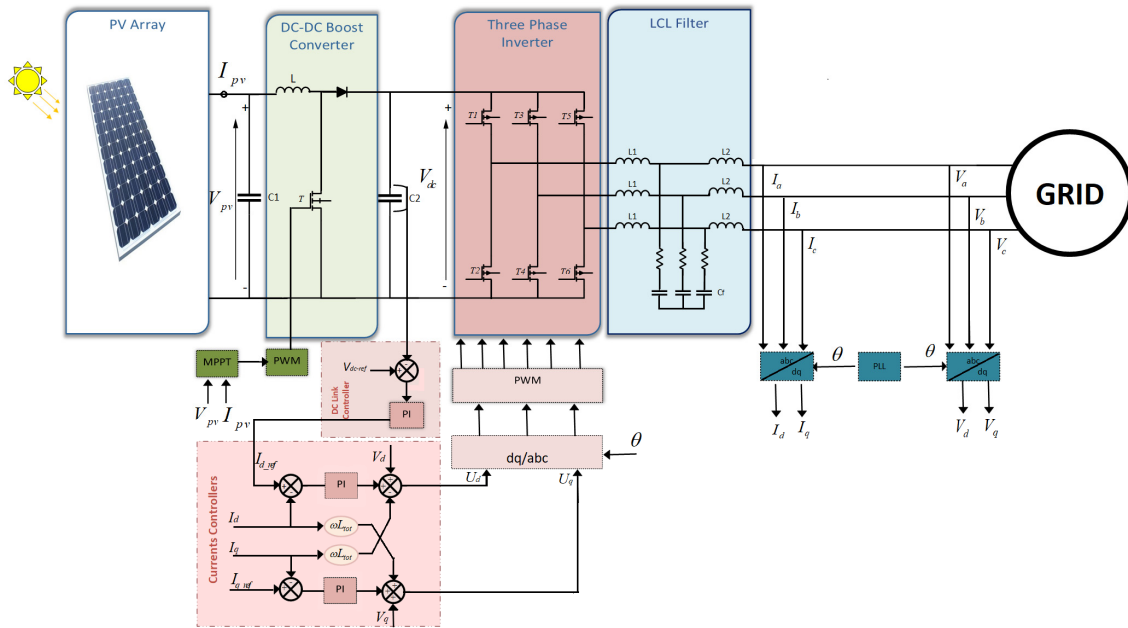 PV Array
DC-DC Boost
Converter
Three Phase
Inverter
LCL Filter
I pv
L
+
+
T1
T3
T5
L1
L2
V pv
C1
T
V dc
C2
L1
L2
L1
L2
I a
I b
I c
V a
V b
V c
GRID
T2
T4
T6
Cf
-
-
MPPT
PWM
V pv
I pv
V dc-ref
+
-
DC Link
Controller
PI
PWM
abc
dq
θ
PLL
θ
abc
dq
I d
I q
V d
V q
dq/abc
θ
Currents Controllers
I d_ref
V d
U d
U q
+
-
PI
+
+
-
I d
ωL tot
I q
ωL tot
I q_ref
-
+
PI
+
+
+
V q